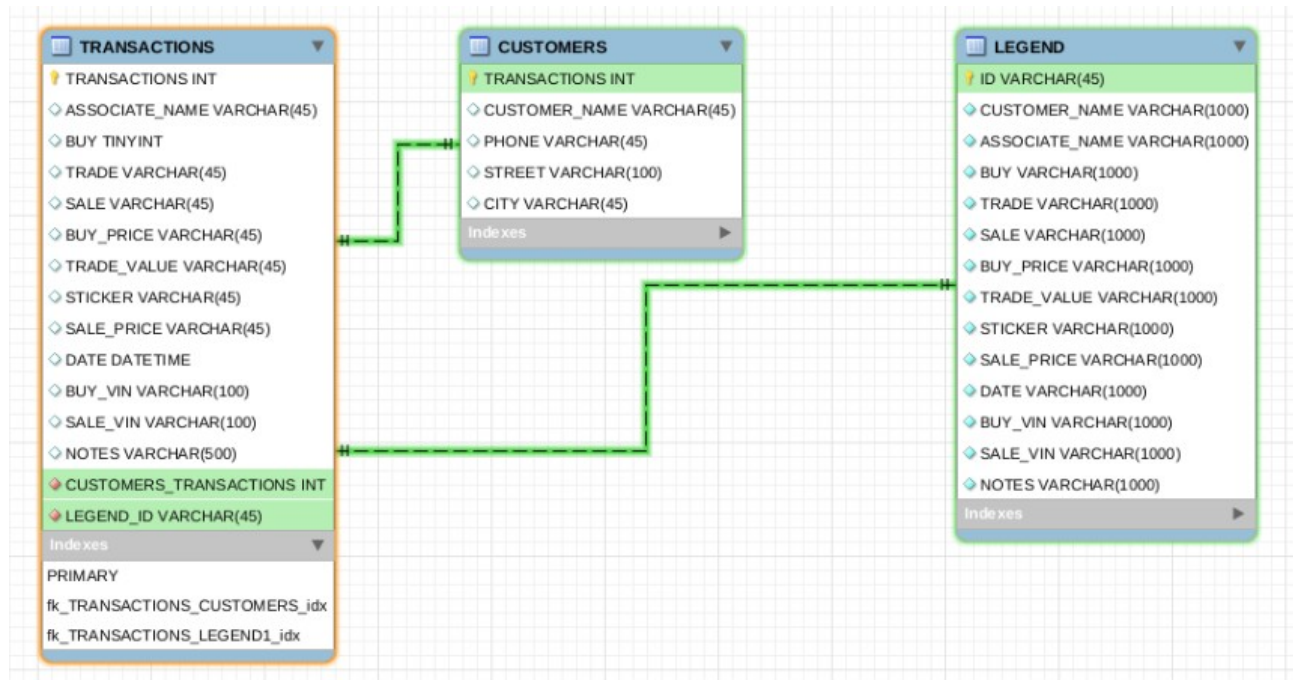 TRANSACTIONS
TRANSACTIONS INT
ASSOCIATE_NAME VARCHAR(45)
BUY TINYINT
TRADE VARCHAR(45)
SALE VARCHAR(45)
BUY_PRICE VARCHAR(45)
TRADE_VALUE VARCHAR(45)
STICKER VARCHAR(45)
SALE_PRICE VARCHAR(45)
DATE DATETIME
BUY_VIN VARCHAR(100)
SALE_VIN VARCHAR(100)
NOTES VARCHAR(500)
CUSTOMERS_TRANSACTIONS INT
LEGEND_ID VARCHAR(45)
Indexes
PRIMARY
fk_TRANSACTIONS_CUSTOMERS_idx
fk_TRANSACTIONS_LEGEND1_idx
CUSTOMERS
TRANSACTIONS INT
CUSTOMER_NAME VARCHAR(45)
PHONE VARCHAR(45)
STREET VARCHAR(100)
CITY VARCHAR(45)
Indexes
LEGEND
ID VARCHAR(45)
CUSTOMER_NAME VARCHAR(1000)
ASSOCIATE_NAME VARCHAR(1000)
BUY VARCHAR(1000)
TRADE VARCHAR(1000)
SALE VARCHAR(1000)
BUY_PRICE VARCHAR(1000)
TRADE_VALUE VARCHAR(1000)
STICKER VARCHAR(1000)
SALE_PRICE VARCHAR(1000)
DATE VARCHAR(1000)
BUY_VIN VARCHAR(1000)
SALE_VIN VARCHAR(1000)
NOTES VARCHAR(1000)
Indexes